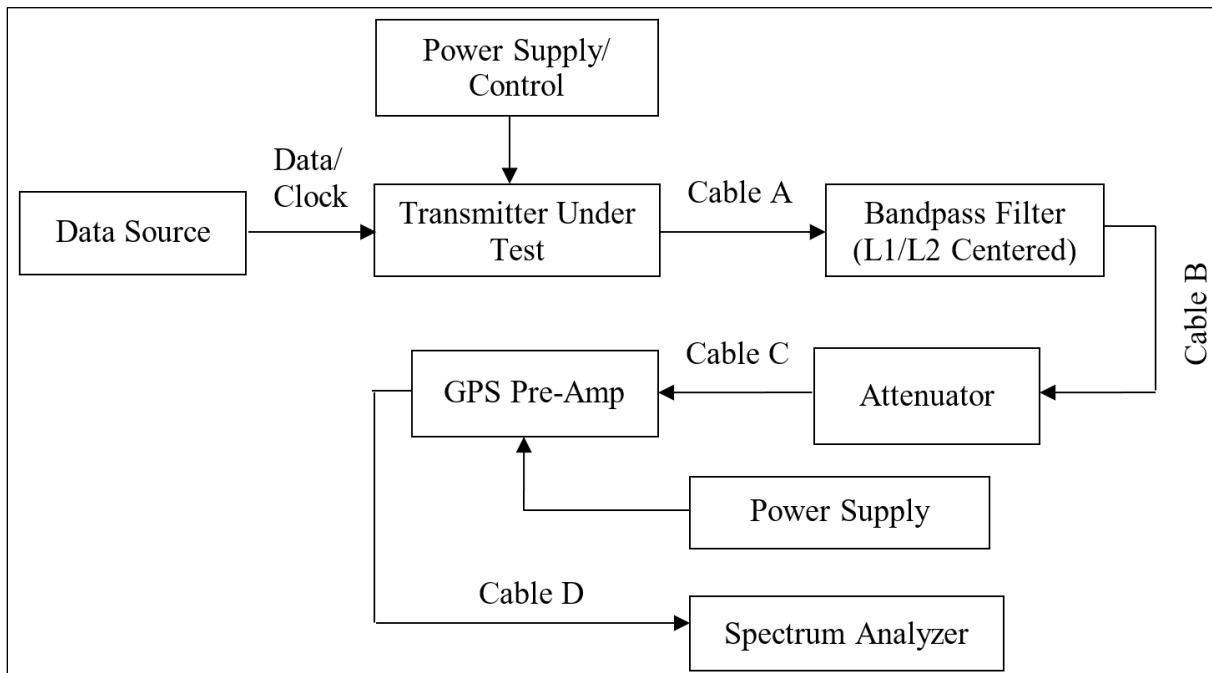 Power Supply/
Control
Data/
Clock
Data Source
Transmitter Under
Test
Cable A
Bandpass Filter
(L1/L2 Centered)
Cable B
Cable C
GPS Pre-Amp
Attenuator
Power Supply
Cable D
Spectrum Analyzer